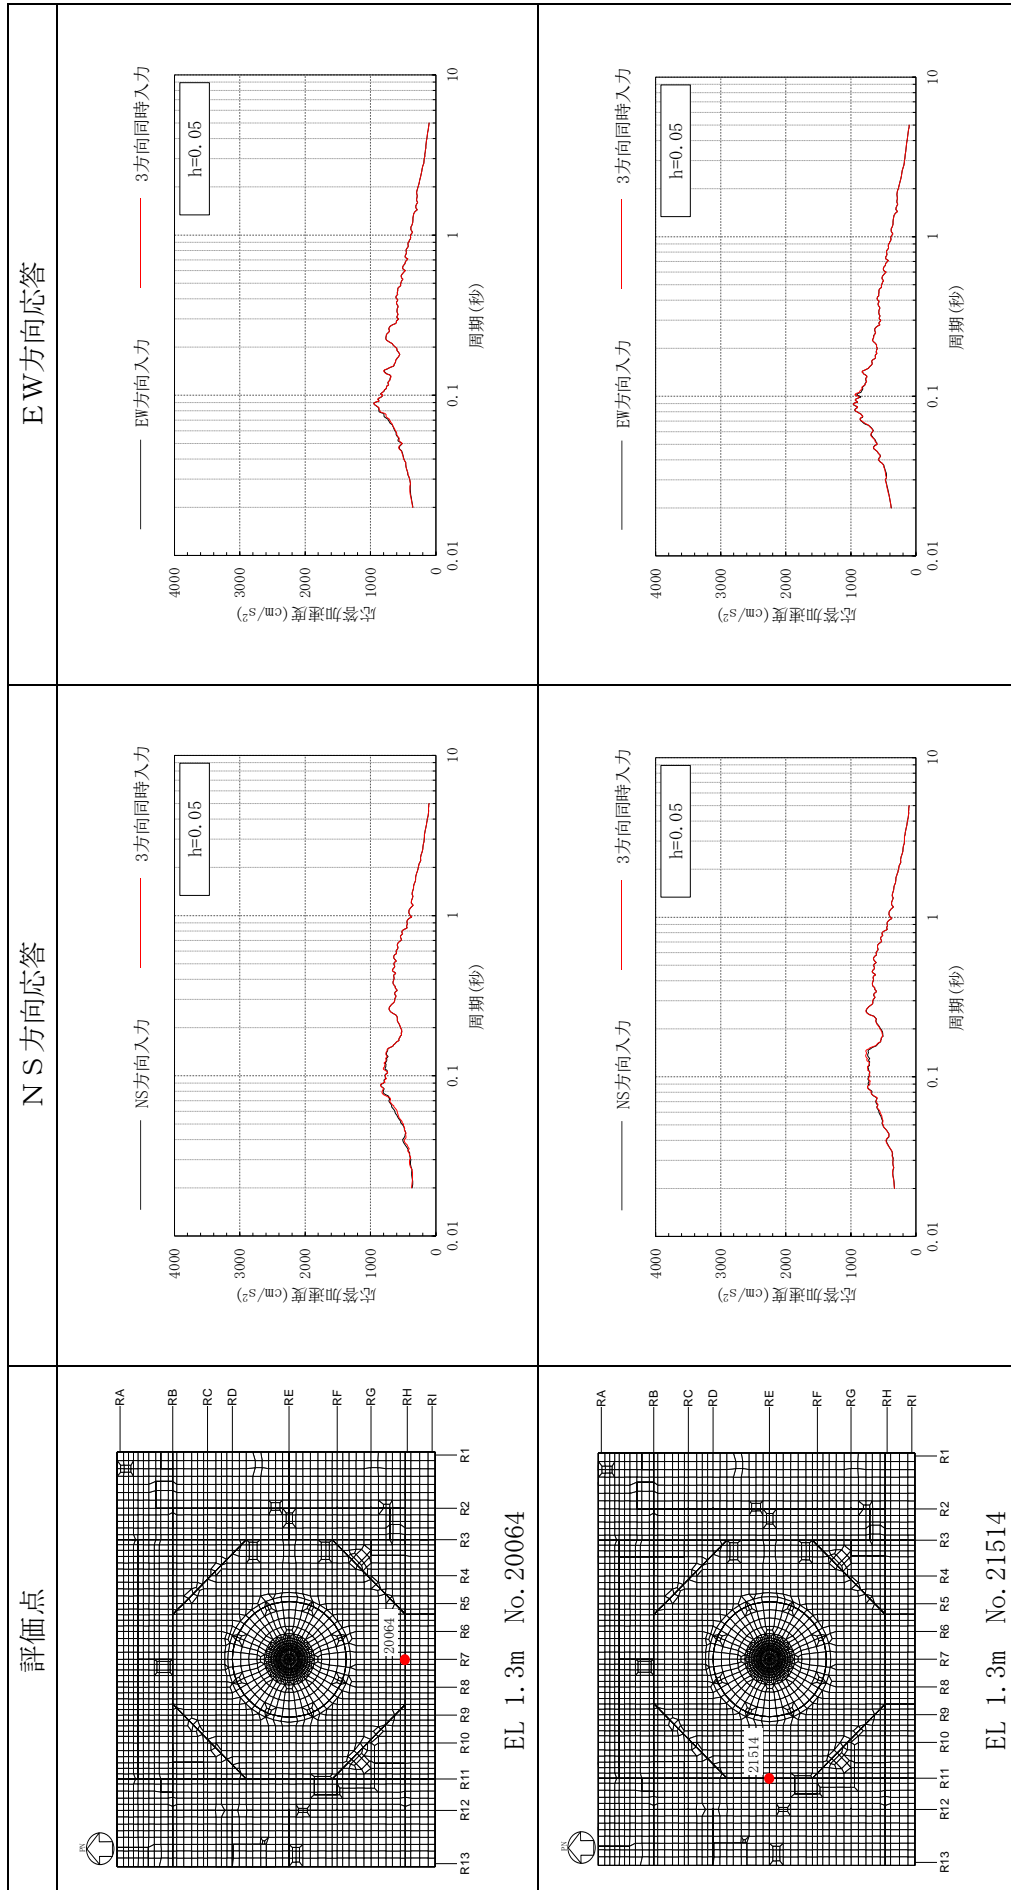 評価点
NS方向応答
EW方向応答
PN
RA
RB
RC
RD
RE
RF
RG
RH
RI
R13
R12
R11
R10
R9
R8
R7
R6
R5
R4
R3
R2
R1
20064
EL 1.3m No.20064
NS方向入力
3方向同時入力
h=0.05
応答加速度(cm/s²)
4000
3000
2000
1000
0
0.01
0.1
1
10
周期(秒)
EW方向入力
3方向同時入力
h=0.05
応答加速度(cm/s²)
4000
3000
2000
1000
0
0.01
0.1
1
10
周期(秒)
PN
RA
RB
RC
RD
RE
RF
RG
RH
RI
R13
R12
R11
R10
R9
R8
R7
R6
R5
R4
R3
R2
R1
21514
EL 1.3m No.21514
NS方向入力
3方向同時入力
h=0.05
応答加速度(cm/s²)
4000
3000
2000
1000
0
0.01
0.1
1
10
周期(秒)
EW方向入力
3方向同時入力
h=0.05
応答加速度(cm/s²)
4000
3000
2000
1000
0
0.01
0.1
1
10
周期(秒)